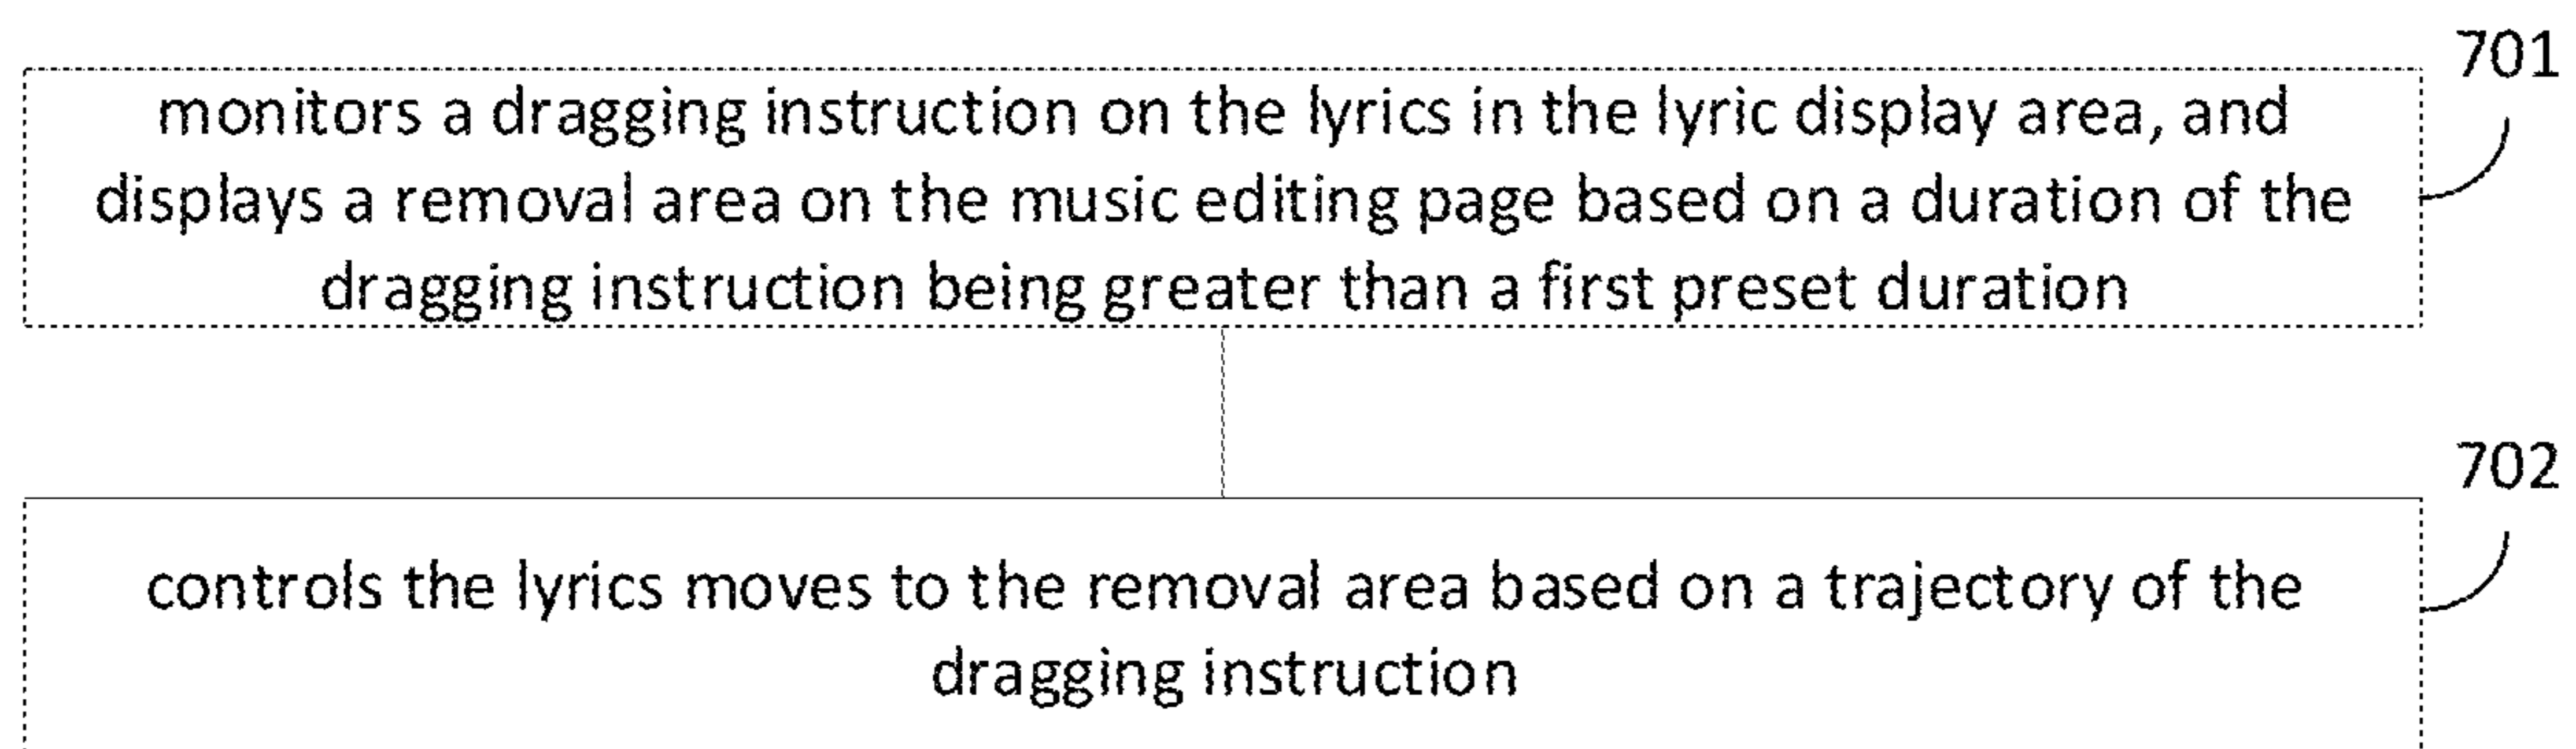 701
monitors a dragging instruction on the lyrics in the lyric display area, and
displays a removal area on the music editing page based on a duration of the
dragging instruction being greater than a first preset duration
702
controls the lyrics moves to the removal area based on a trajectory of the
dragging instruction